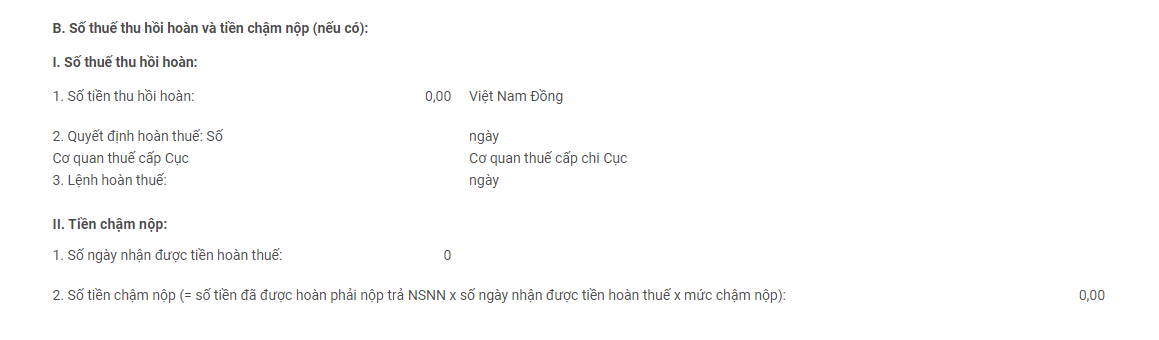 B. Số thuế thu hồi hoàn và tiền chậm nộp (nếu có):
I. Số thuế thu hồi hoàn:
1. Số tiền thu hồi hoàn: 0,00 Việt Nam Đồng
2. Quyết định hoàn thuế: Số ngày
Cơ quan thuế cấp Cục Cơ quan thuế cấp chi Cục
3. Lệnh hoàn thuế: ngày
II. Tiền chậm nộp:
1. Số ngày nhận được tiền hoàn thuế: 0
2. Số tiền chậm nộp (= số tiền đã được hoàn phải nộp trả NSNN x số ngày nhận được tiền hoàn thuế x mức chậm nộp): 0,00